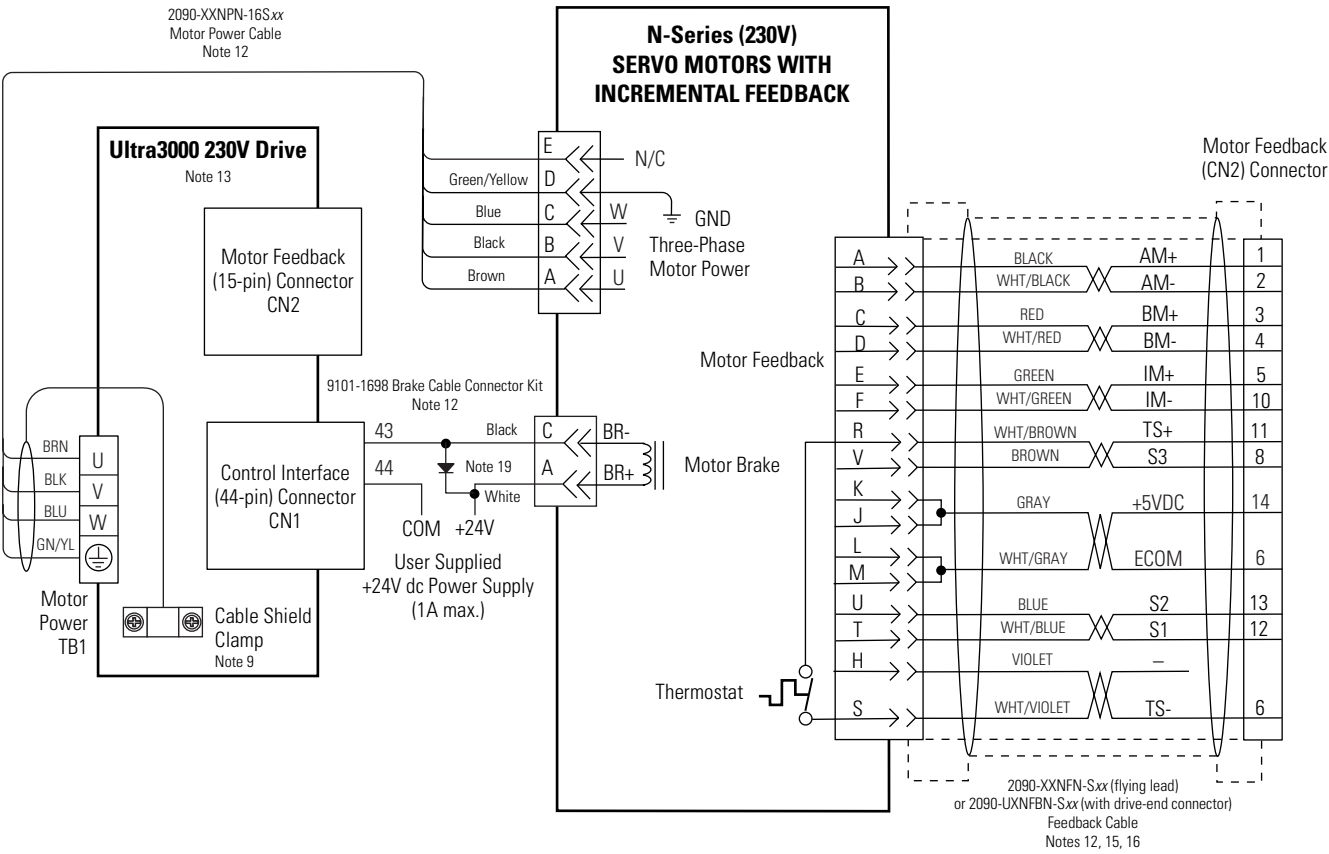 2090-XXNPN-16Sxx
Motor Power Cable
Note 12
N-Series (230V)
SERVO MOTORS WITH
INCREMENTAL FEEDBACK
Ultra3000 230V Drive
Note 13
Motor Feedback
(15-pin) Connector
CN2
E
N/C
Green/Yellow
D
GND
Blue
C
W
Black
B
V
Brown
A
U
Three-Phase
Motor Power
Motor Feedback
(CN2) Connector
9101-1698 Brake Cable Connector Kit
Note 12
Control Interface
(44-pin) Connector
CN1
43
Black
C
BR-
44
Note 19
White
A
BR+
Motor Brake
COM
+24V
User Supplied
+24V dc Power Supply
(1A max.)
BRN
U
BLK
V
BLU
W
GN/YL
Motor
Power
TB1
Cable Shield
Clamp
Note 9
Motor Feedback
A
BLACK
AM+
1
B
WHT/BLACK
AM-
2
C
RED
BM+
3
D
WHT/RED
BM-
4
E
GREEN
IM+
5
F
WHT/GREEN
IM-
10
R
WHT/BROWN
TS+
11
V
BROWN
S3
8
K
J
GRAY
+5VDC
14
L
M
WHT/GRAY
ECOM
6
U
BLUE
S2
13
T
WHT/BLUE
S1
12
H
VIOLET
–
S
WHT/VIOLET
TS-
6
Thermostat
2090-XXNFN-Sxx (flying lead)
or 2090-UXNFBN-Sxx (with drive-end connector)
Feedback Cable
Notes 12, 15, 16